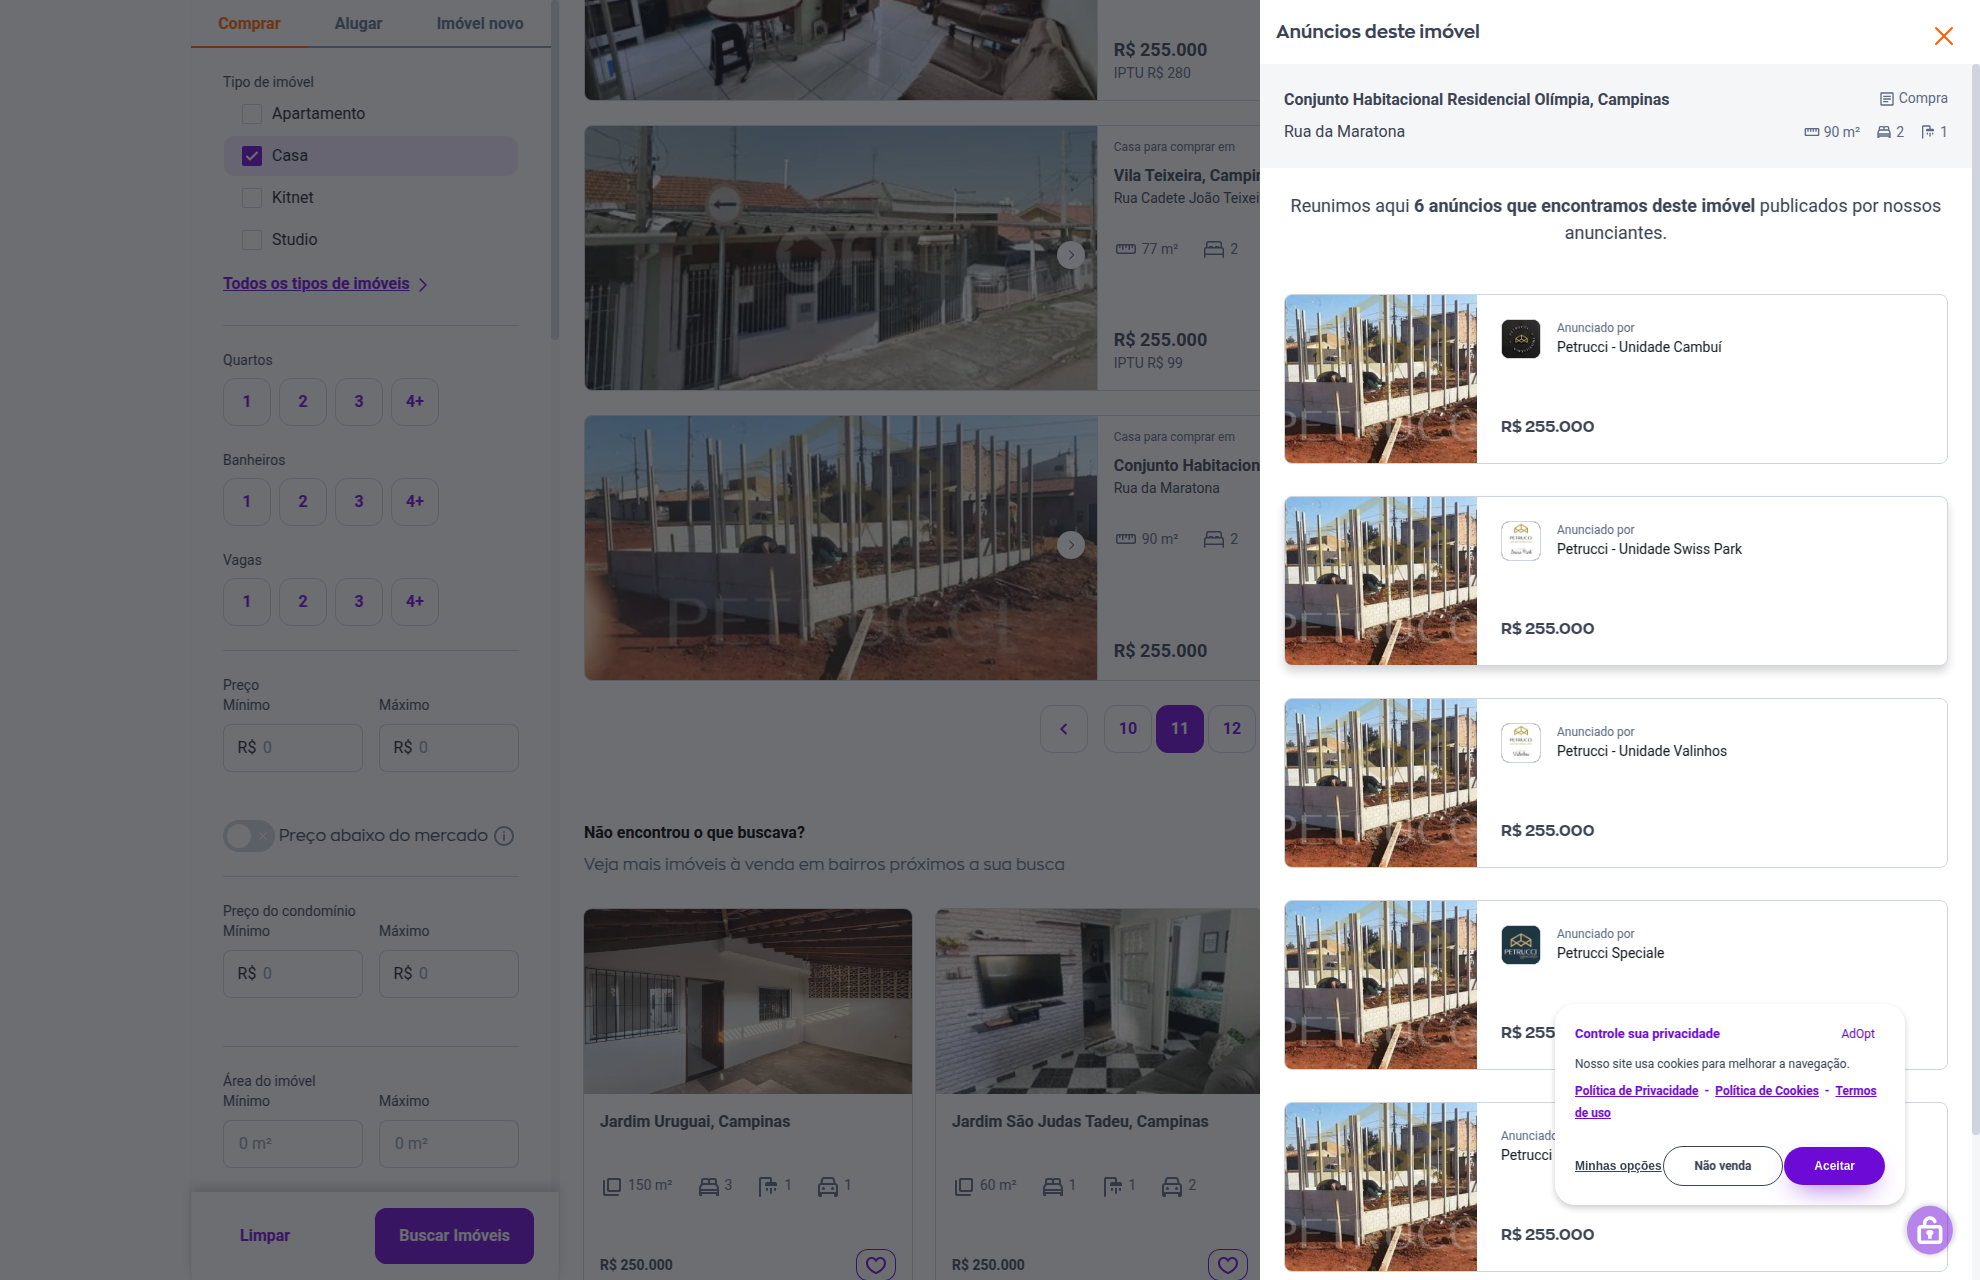 Comprar
Alugar
Imóvel novo
Tipo de imóvel
Apartamento
Casa
Kitnet
Studio
Todos os tipos de imóveis
Quartos
1 2 3 4+
Banheiros
1 2 3 4+
Vagas
1 2 3 4+
Preço
Mínimo Máximo
R$ 0 R$ 0
Preço abaixo do mercado
Preço do condomínio
Mínimo Máximo
R$ 0 R$ 0
Área do imóvel
Mínimo Máximo
0 m² 0 m²
Limpar
Buscar Imóveis
R$ 255.000
IPTU R$ 280
Casa para comprar em
Vila Teixeira,
Rua Cadete João
77 m² 2
R$ 255.000
IPTU R$ 99
Casa para comprar em
Conjunto
Rua da Maratona
90 m² 2
R$ 255.000
PETRUCCI
10 11 12
Não encontrou o que buscava?
Veja mais imóveis à venda em bairros próximos a sua busca
Jardim Uruguai, Campinas
150 m² 3 1 1
R$ 250.000
Jardim São Judas Tadeu, Campinas
60 m² 1 1 2
R$ 250.000
Anúncios deste imóvel
Conjunto Habitacional Residencial Olímpia, Campinas
Compra
Rua da Maratona
90 m² 2 1
Reunimos aqui 6 anúncios que encontramos deste imóvel publicados por nossos
anunciantes.
Anunciado por
Petrucci - Unidade Cambuí
R$ 255.000
Anunciado por
Petrucci - Unidade Swiss Park
R$ 255.000
Anunciado por
Petrucci - Unidade Valinhos
R$ 255.000
PETRUCCI
Anunciado por
Petrucci Speciale
R$ 255
Petrucci
R$ 255.000
Controle sua privacidade
AdOpt
Nosso site usa cookies para melhorar a navegação.
Política de Privacidade - Política de Cookies - Termos
de uso
Minhas opções
Não venda
Aceitar